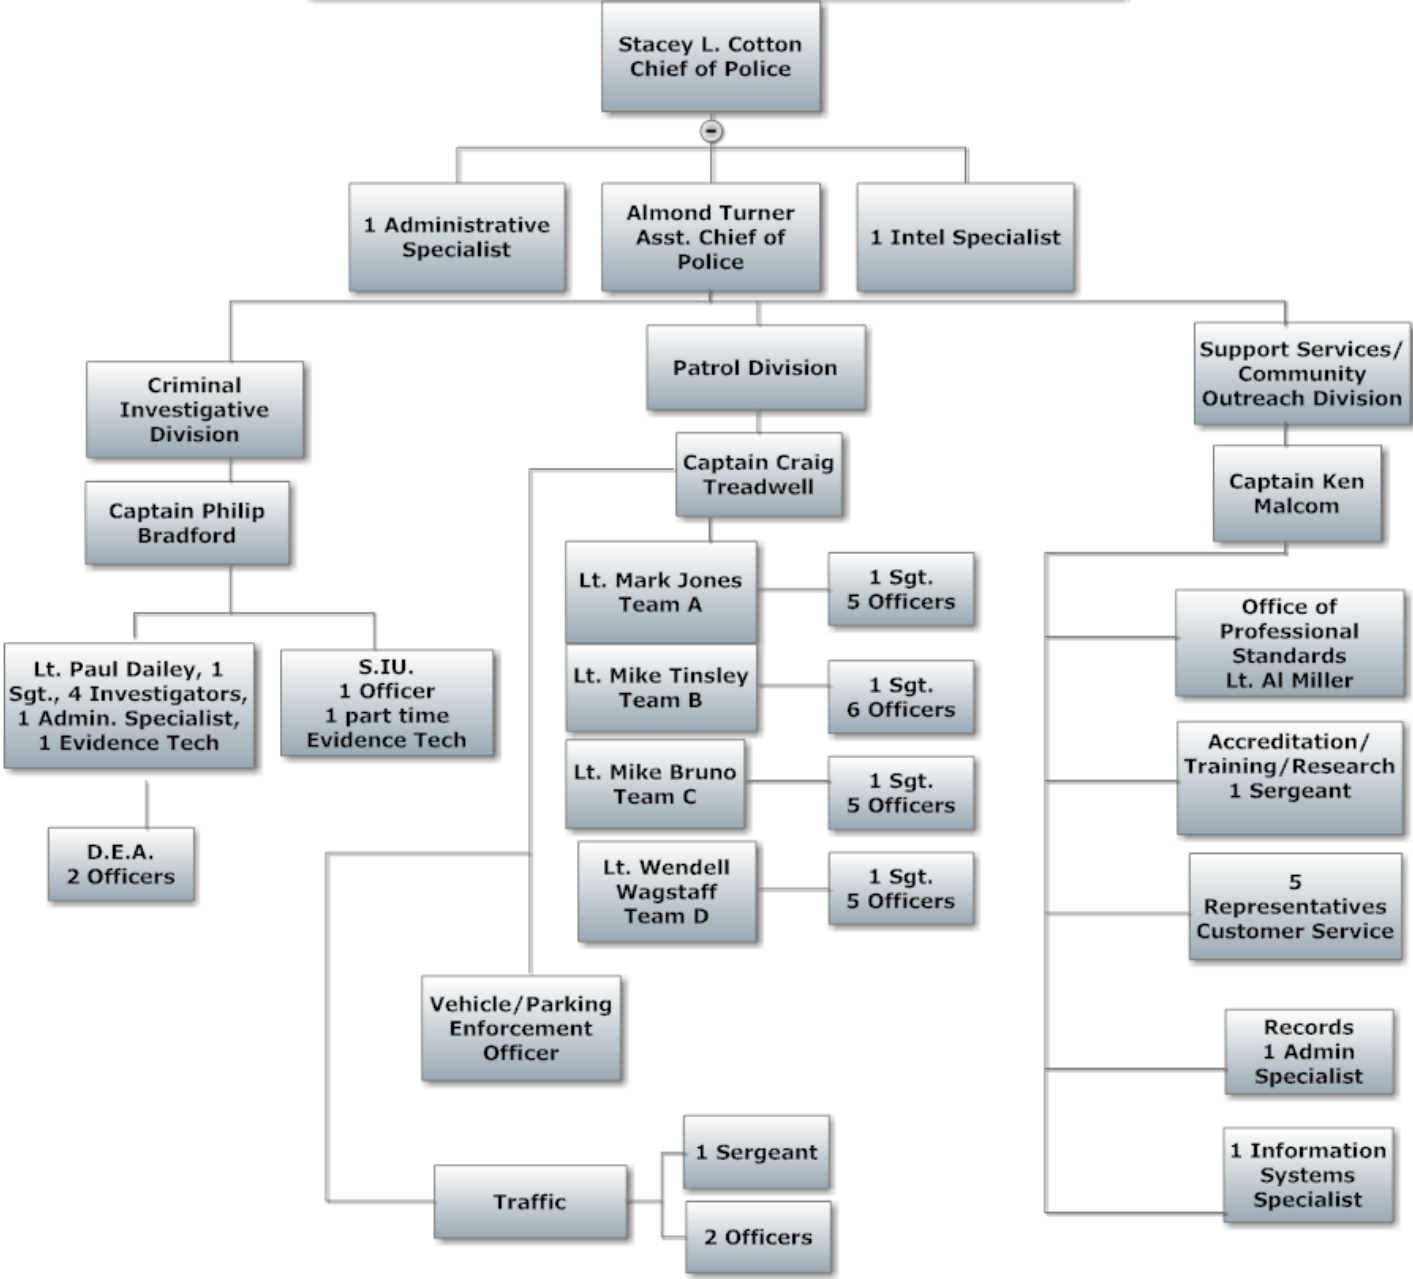 Stacey L. Cotton
Chief of Police
1 Administrative
Specialist
Almond Turner
Asst. Chief of
Police
1 Intel Specialist
Criminal
Investigative
Division
Patrol Division
Support Services/
Community
Outreach Division
Captain Philip
Bradford
Captain Craig
Treadwell
Captain Ken
Malcom
Lt. Paul Dailey, 1
Sgt., 4 Investigators,
1 Admin. Specialist,
1 Evidence Tech
S.IU.
1 Officer
1 part time
Evidence Tech
D.E.A.
2 Officers
Lt. Mark Jones
Team A
1 Sgt.
5 Officers
Lt. Mike Tinsley
Team B
1 Sgt.
6 Officers
Lt. Mike Bruno
Team C
1 Sgt.
5 Officers
Lt. Wendell
Wagstaff
Team D
1 Sgt.
5 Officers
Vehicle/Parking
Enforcement
Officer
Traffic
1 Sergeant
2 Officers
Office of
Professional
Standards
Lt. Al Miller
Accreditation/
Training/Research
1 Sergeant
5
Representatives
Customer Service
Records
1 Admin
Specialist
1 Information
Systems
Specialist